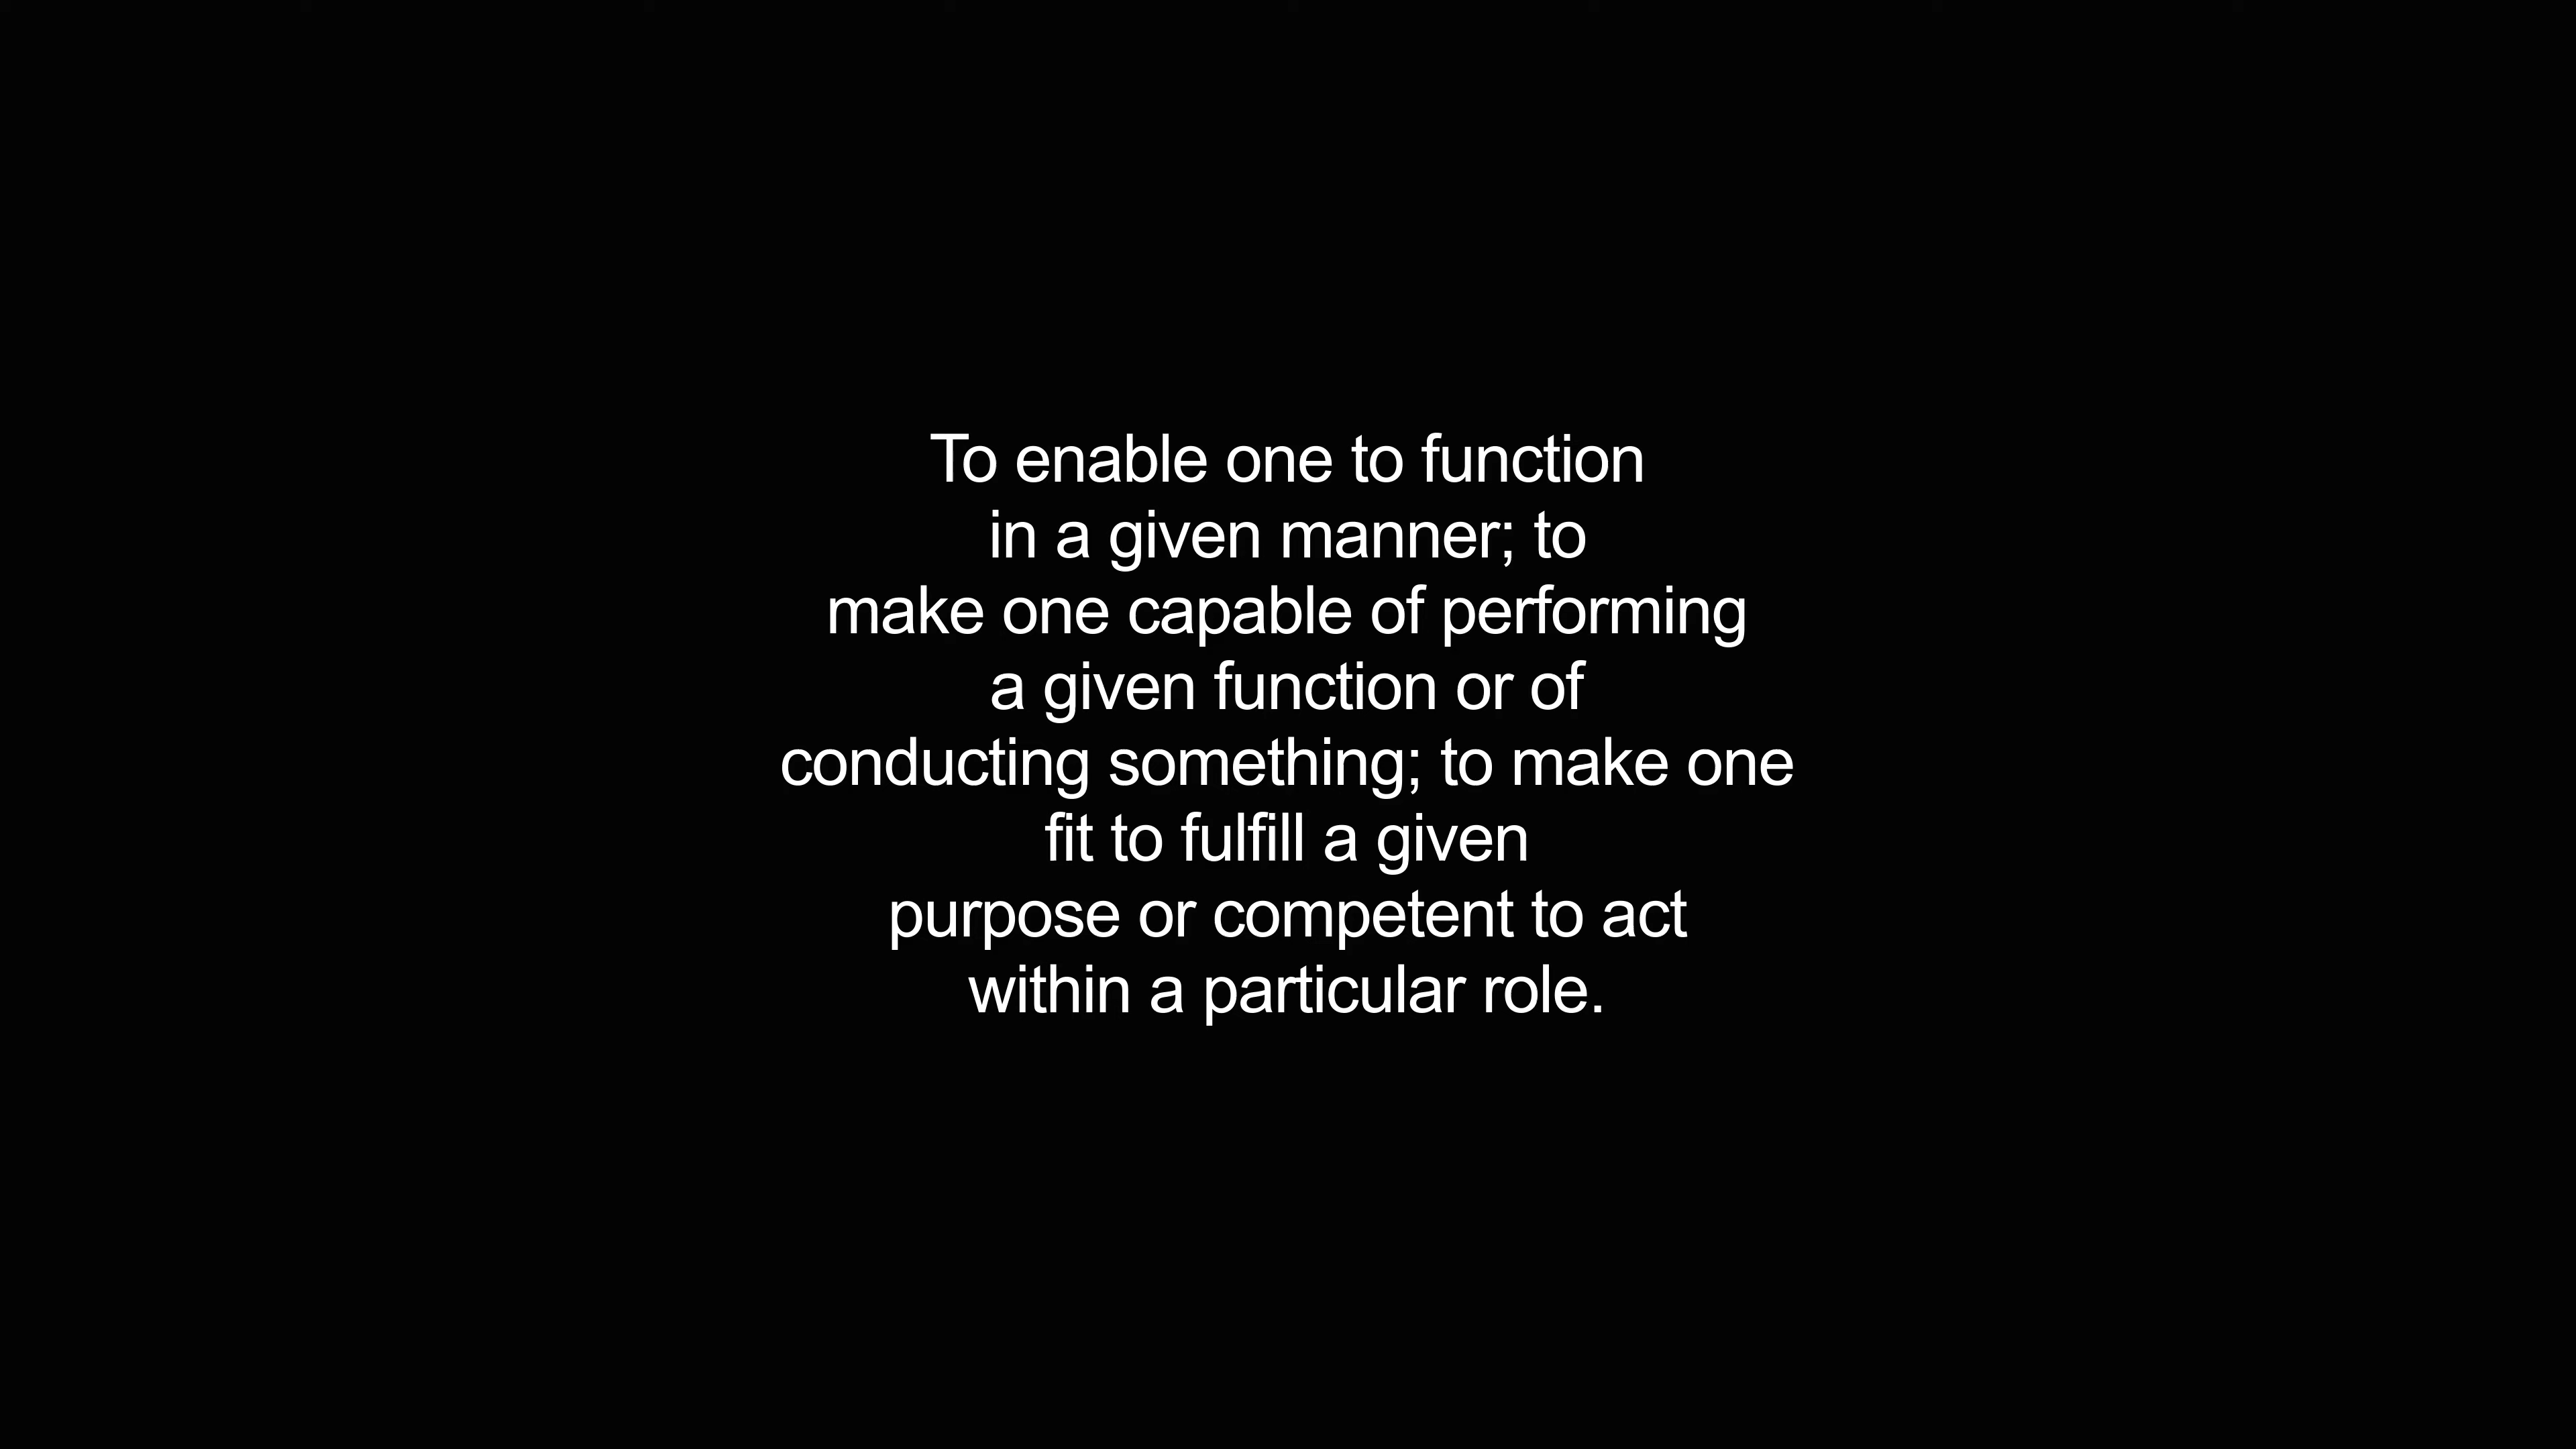 To enable one to function
in a given manner; to
make one capable of performing
a given function or of
conducting something; to make one
fit to fulfill a given
purpose or competent to act
within a particular role.